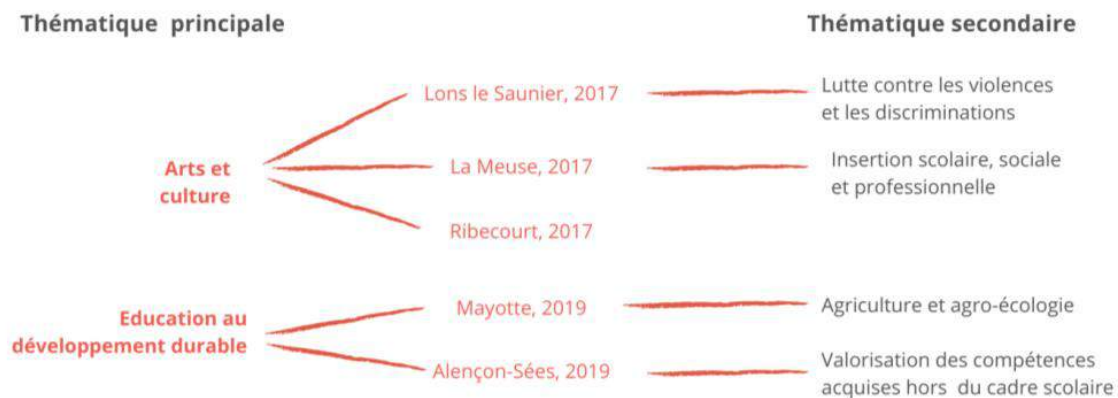 Thématique principale
Thématique secondaire
Lons le Saunier, 2017
Lutte contre les violences
et les discriminations
Arts et
culture
La Meuse, 2017
Insertion scolaire, sociale
et professionnelle
Ribecourt, 2017
Education au
développement durable
Mayotte, 2019
Agriculture et agro-écologie
Alençon-Sées, 2019
Valorisation des compétences
acquises hors du cadre scolaire